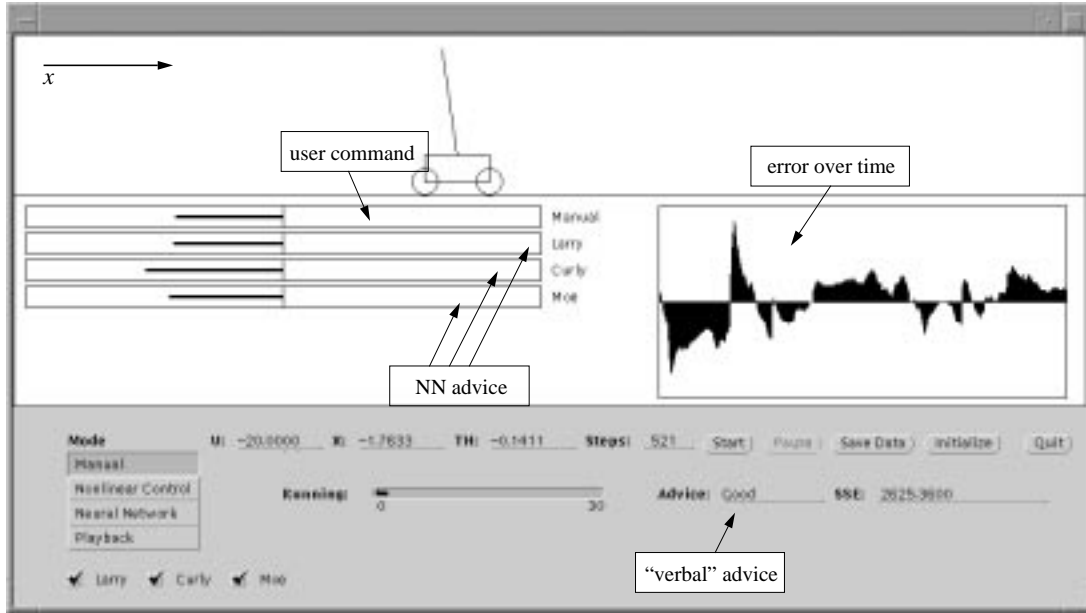 x
user command
error over time
Manual
Larry
Curly
Moe
NN advice
Mode
U: -20.0000 X: -1.7633 TH: -0.1411 Steps: 521 Start Pause Save Data Initialize Quit
Manual
Nonlinear Control
Neural Network
Playback
Running: 0 30
Advice: Good SSE: 2625.3600
“verbal” advice
Larry Curly Moe